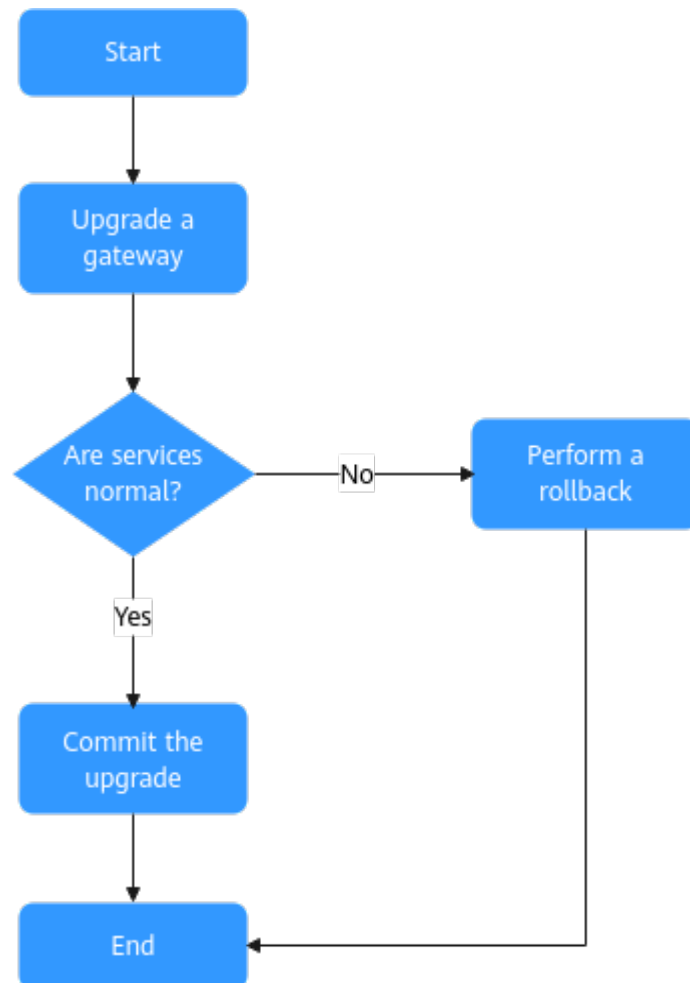 Start
Upgrade a
gateway
Are services
normal?
No
Perform a
rollback
Yes
Commit the
upgrade
End